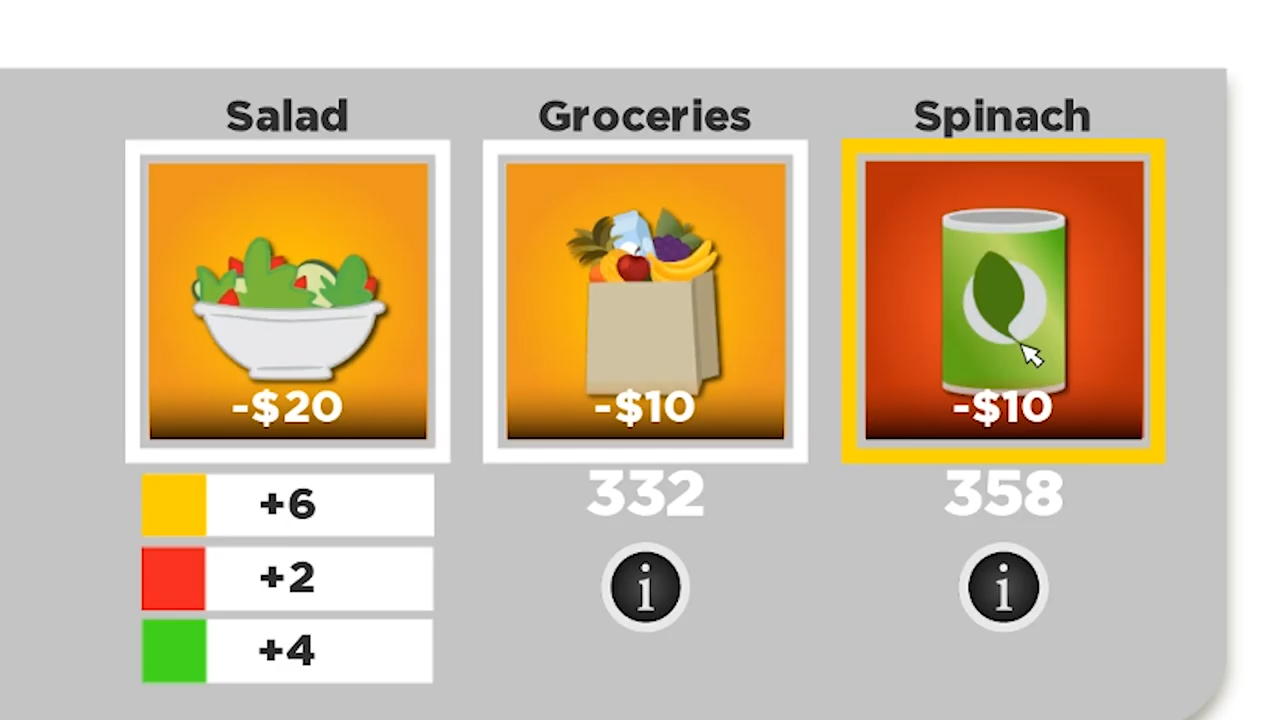 Salad
Groceries
Spinach
-$20
-$10
-$10
332
358
+6
+2
+4
i
i